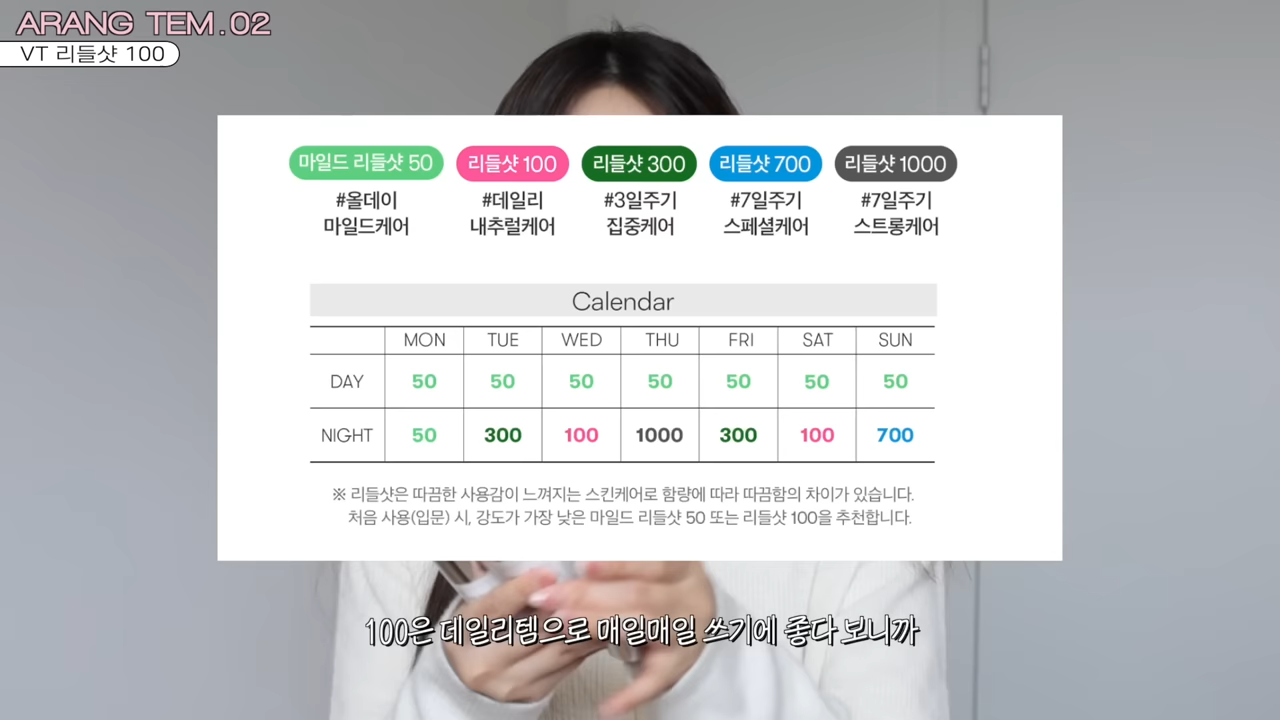 ARANG TEM.02
VT 리들샷 100
마일드 리들샷 50 리들샷 100 리들샷 300 리들샷 700 리들샷 1000
#올데이 #데일리 #3일주기 #7일주기 #7일주기
마일드케어 내추럴케어 집중케어 스페셜케어 스트롱케어
Calendar
MON TUE WED THU FRI SAT SUN
DAY 50 50 50 50 50 50 50
NIGHT 50 300 100 1000 300 100 700
※ 리들샷은 따끔한 사용감이 느껴지는 스킨케어로 함량에 따라 따끔함의 차이가 있습니다.
처음 사용(입문) 시, 강도가 가장 낮은 마일드 리들샷 50 또는 리들샷 100을 추천합니다.
100은 데일리템으로 매일매일 쓰기에 좋다 보니까